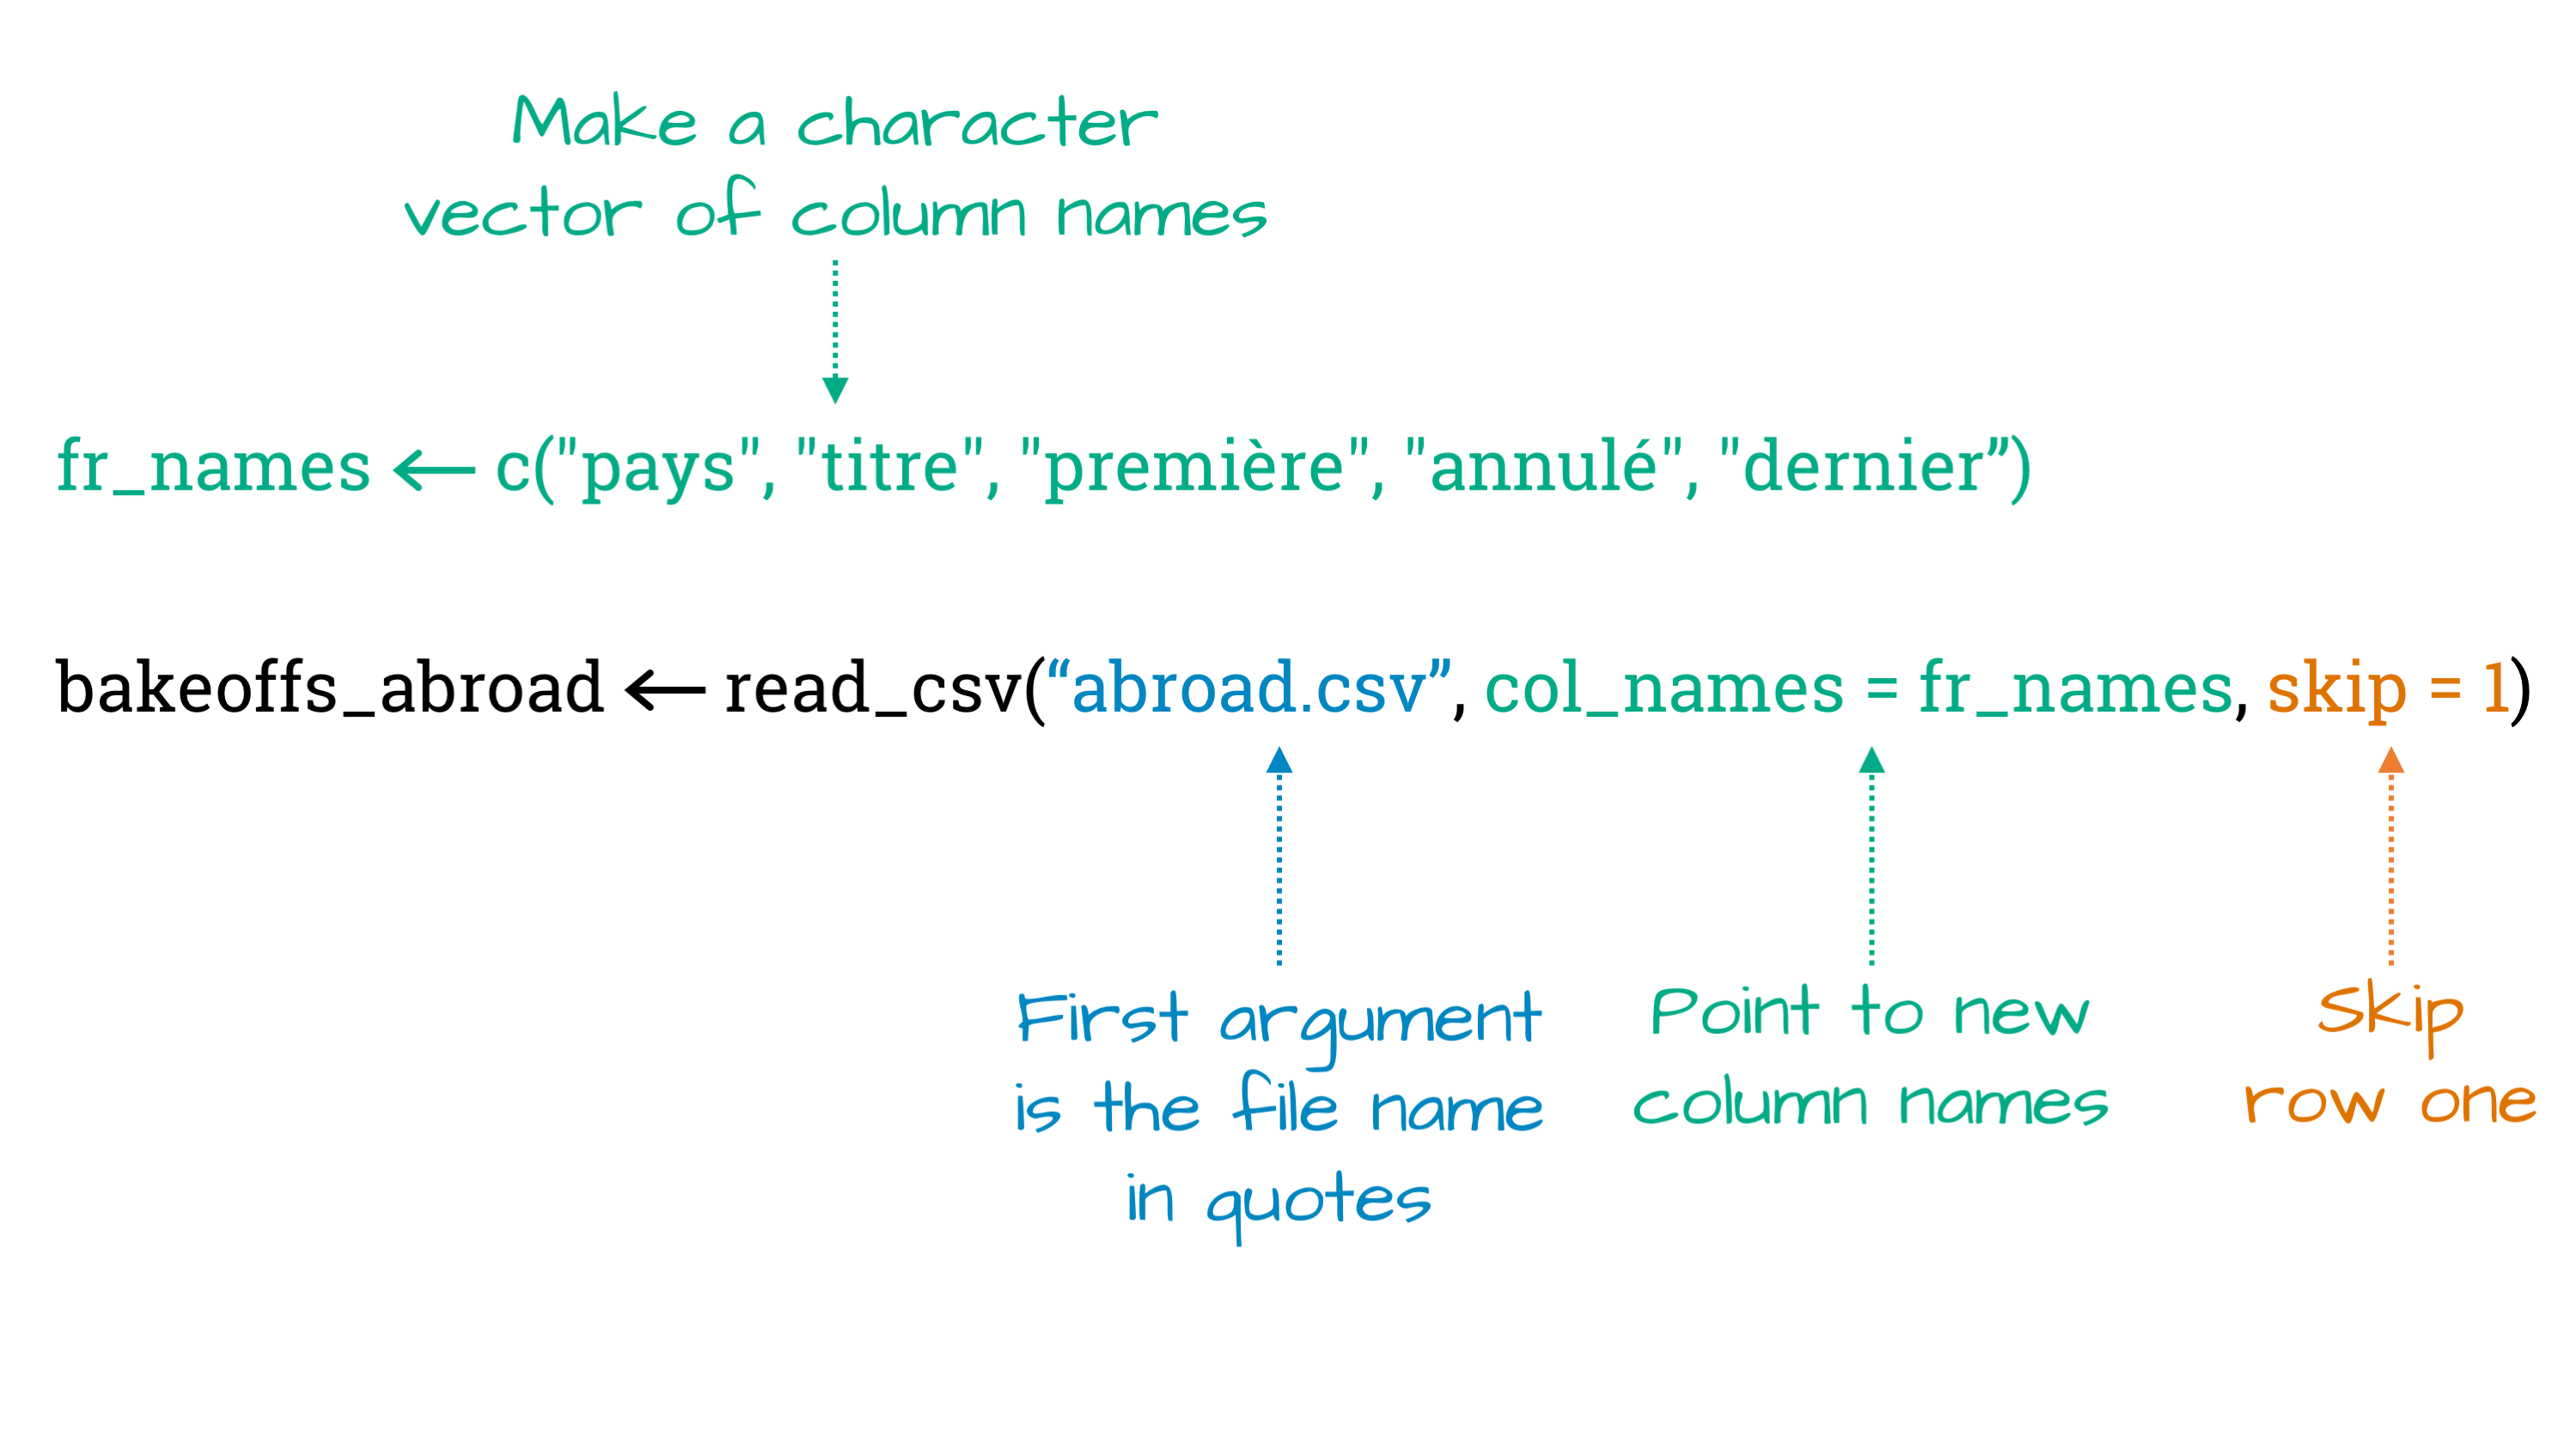 Make a character
vector of column names
fr_names ← c("pays", "titre", "première", "annulé", "dernier”)
bakeoffs_abroad ← read_csv(“abroad.csv”, col_names = fr_names, skip = 1)
First argument
is the file name
in quotes
Point to new
column names
Skip
row one